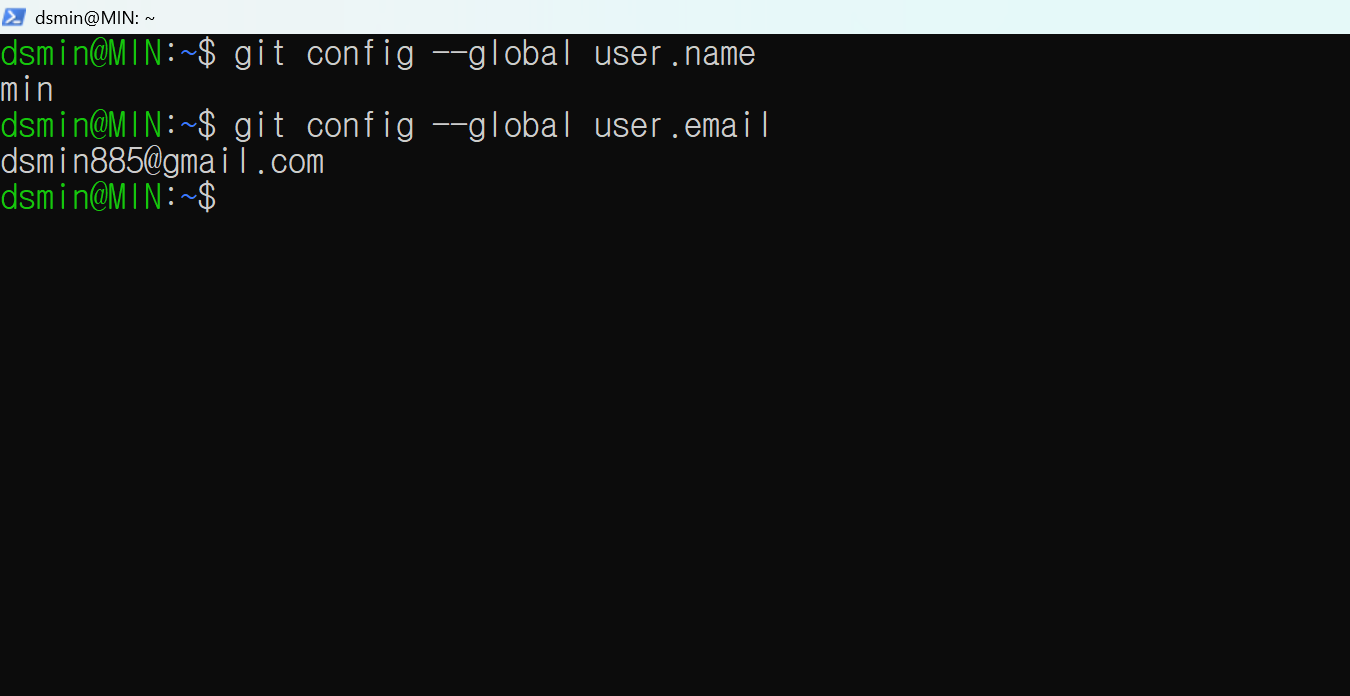 dsmin@MIN: ~
dsmin@MIN:~$ git config --global user.name
min
dsmin@MIN:~$ git config --global user.email
dsmin885@gmail.com
dsmin@MIN:~$